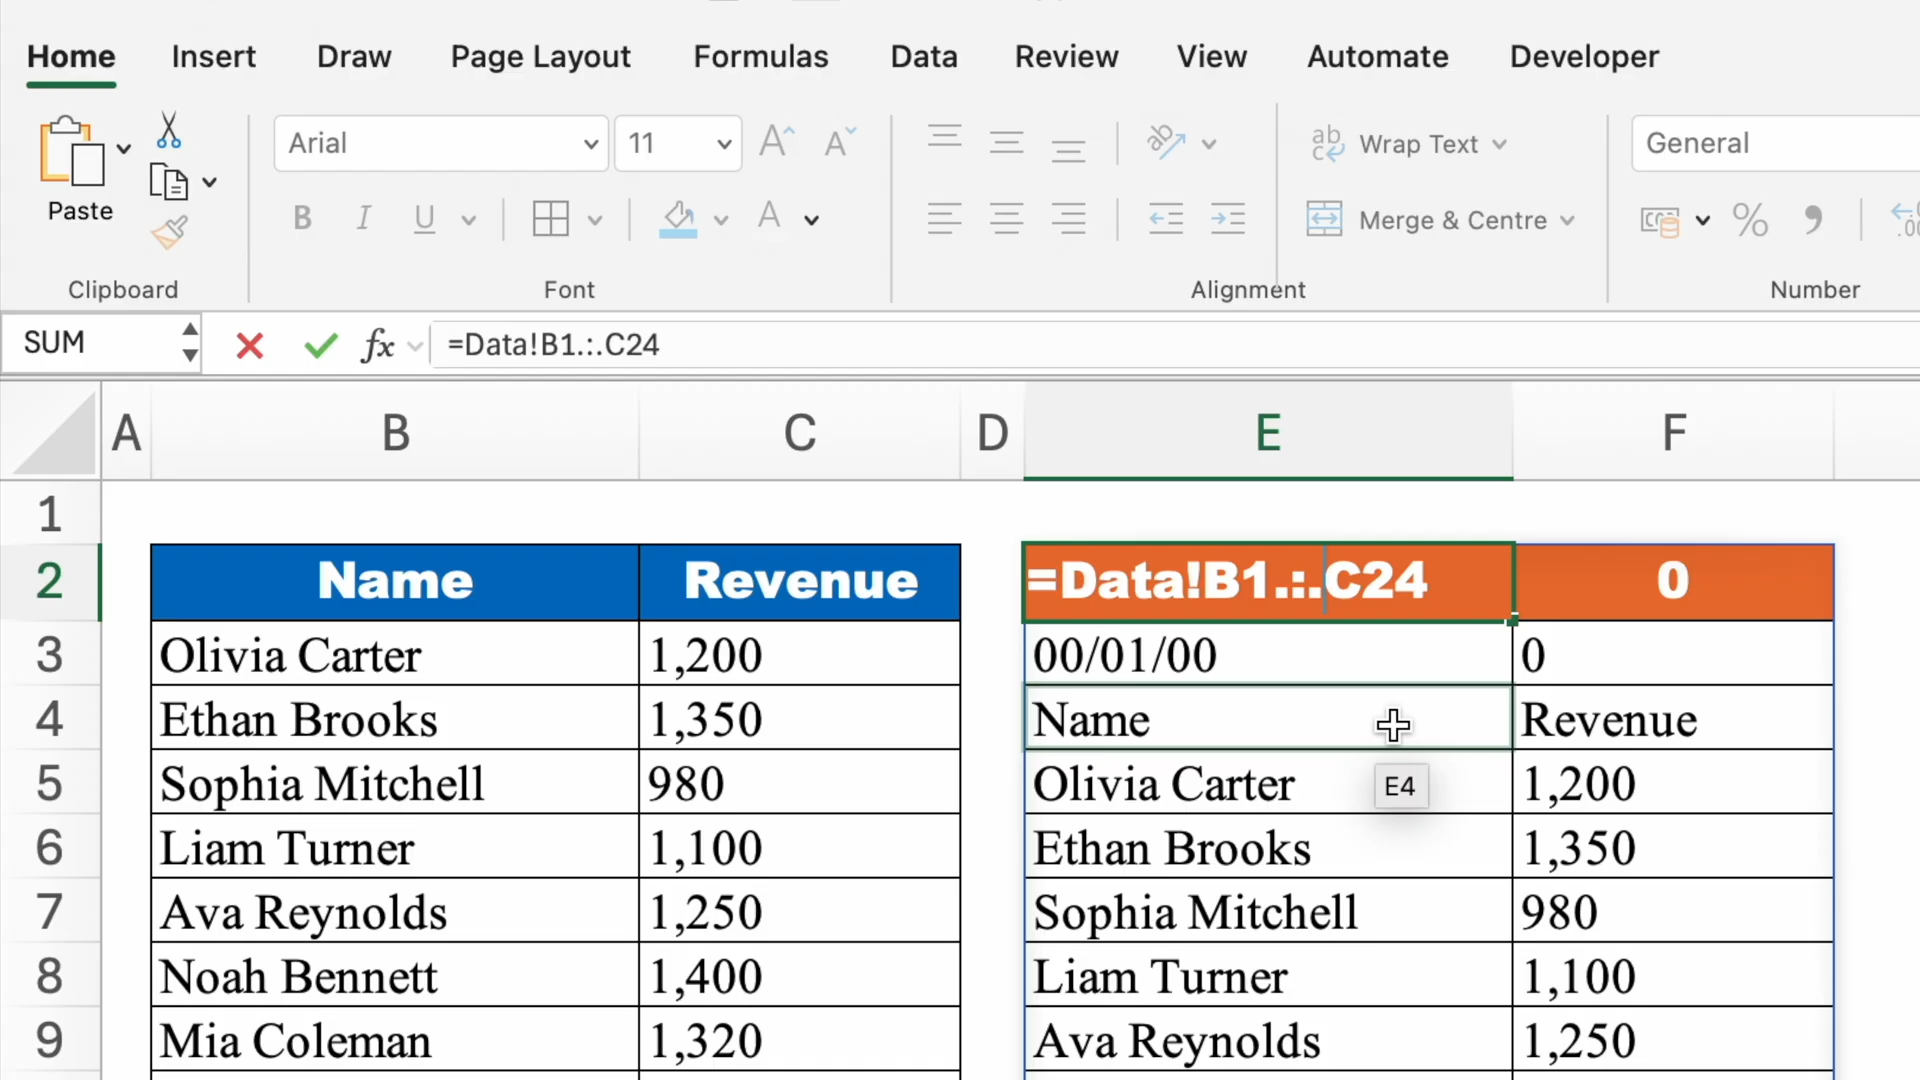 Home Insert Draw Page Layout Formulas Data Review View Automate Developer
Paste
Arial 11
Wrap Text
General
B I U A
Merge & Centre
% ,
Clipboard Font Alignment Number
SUM fx =Data!B1.:.C24
A B C D E F
1
2 Name Revenue =Data!B1.:.C24 0
3 Olivia Carter 1,200 00/01/00 0
4 Ethan Brooks 1,350 Name Revenue
5 Sophia Mitchell 980 Olivia Carter 1,200
E4
6 Liam Turner 1,100 Ethan Brooks 1,350
7 Ava Reynolds 1,250 Sophia Mitchell 980
8 Noah Bennett 1,400 Liam Turner 1,100
9 Mia Coleman 1,320 Ava Reynolds 1,250